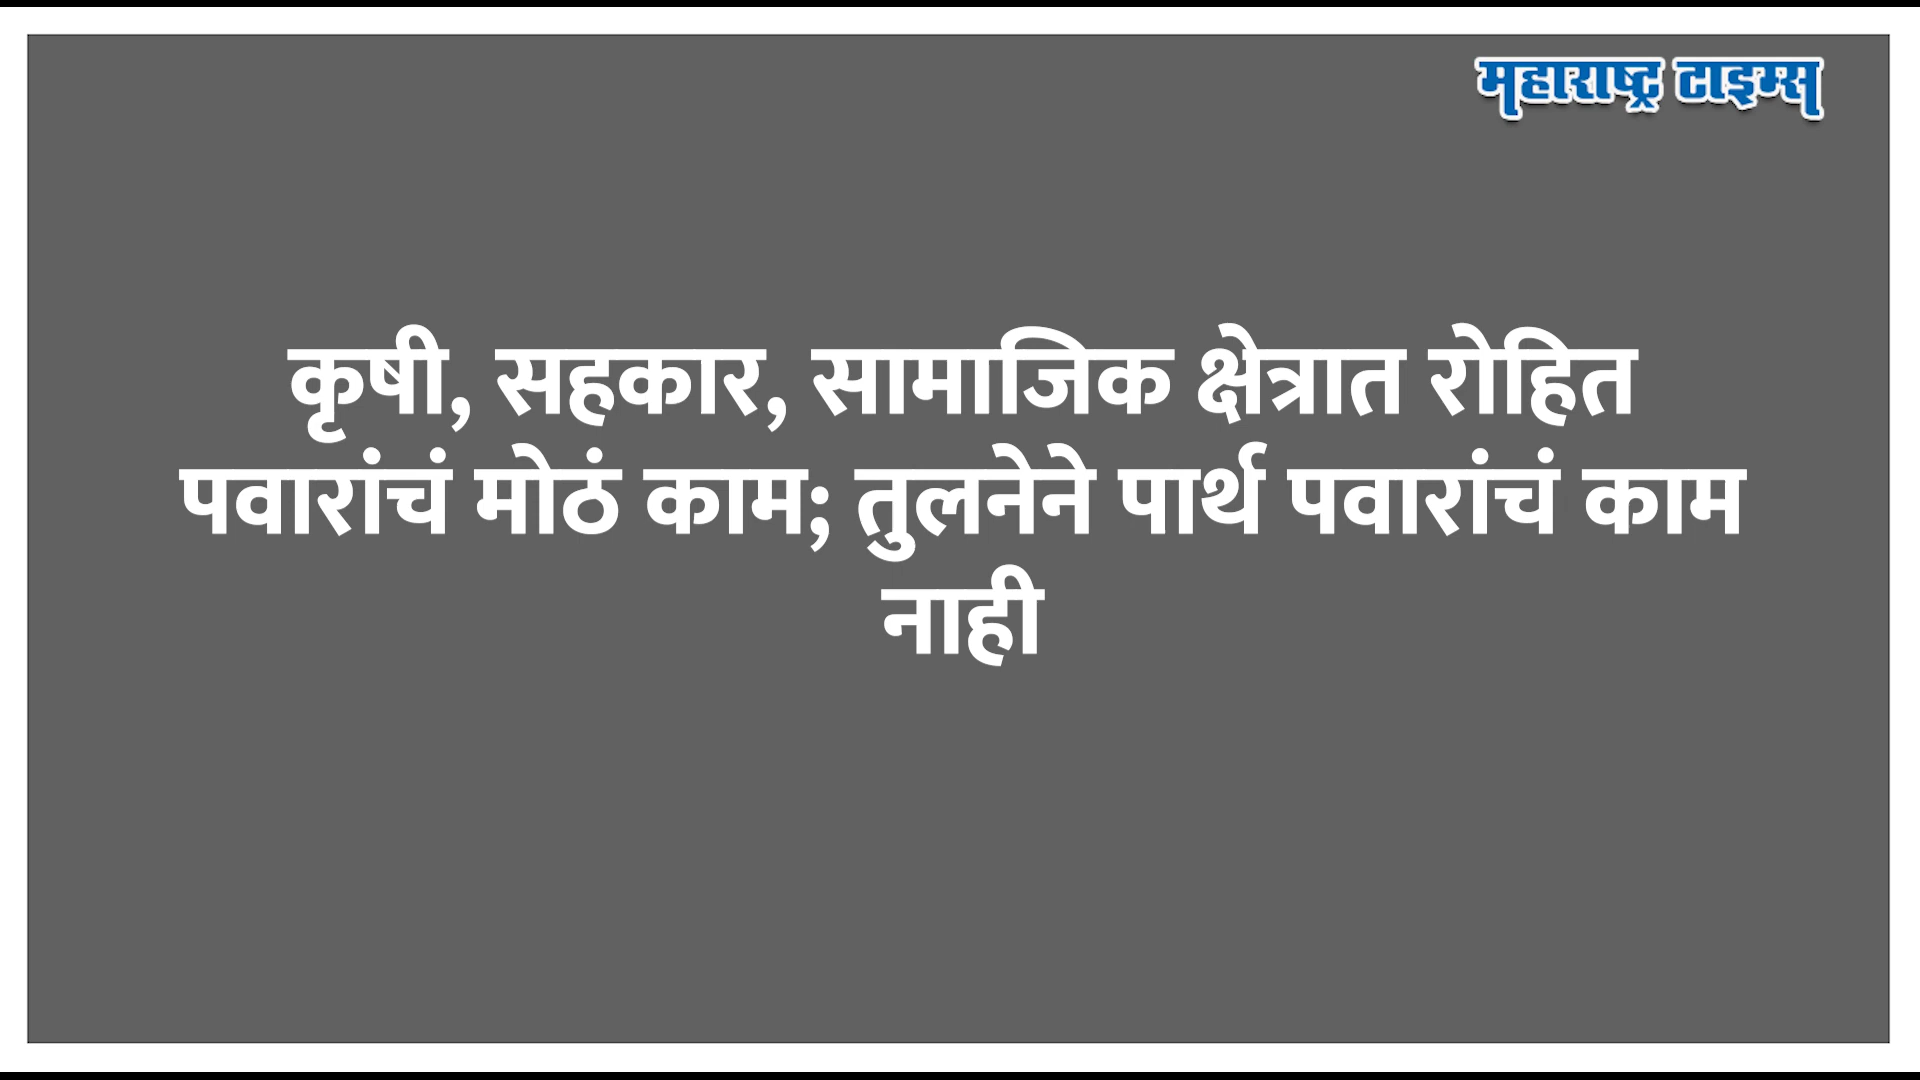 महाराष्ट्र टाइम्स
कृषी, सहकार, सामाजिक क्षेत्रात रोहित
पवारांचं मोठं काम; तुलनेने पार्थ पवारांचं काम
नाही